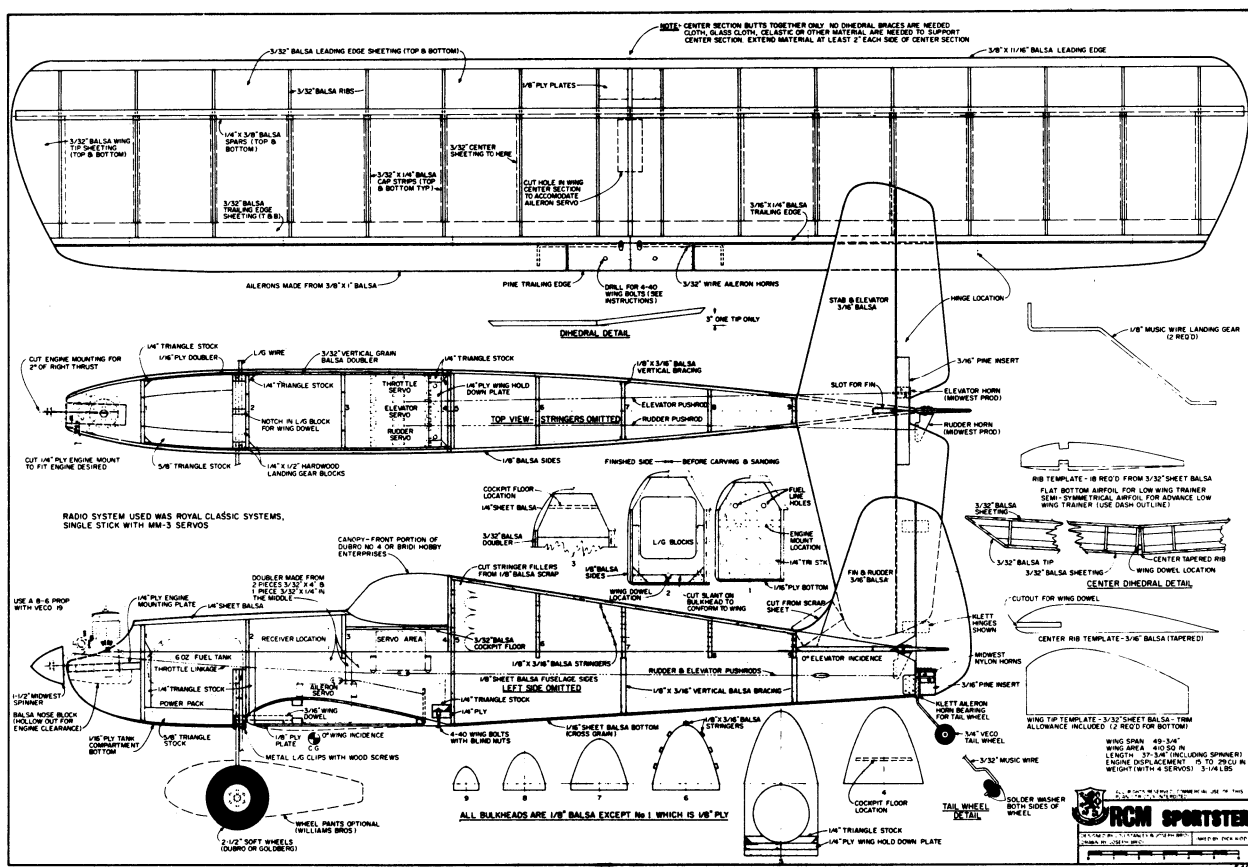 NOTE- CENTER SECTION BUTTS TOGETHER ONLY NO DIHEDRAL BRACES ARE NEEDED
CLOTH, GLASS CLOTH, CELASTIC OR OTHER MATERIAL ARE NEEDED TO SUPPORT
CENTER SECTION. EXTEND MATERIAL AT LEAST 2" EACH SIDE OF CENTER SECTION
3/32" BALSA LEADING EDGE SHEETING (TOP & BOTTOM)
3/8" X 11/16" BALSA LEADING EDGE
3/32" BALSA RIBS
1/8" PLY PLATES
3/32" BALSA WING
TIP SHEETING
(TOP & BOTTOM)
1/4" X 3/8" BALSA
SPARS (TOP &
BOTTOM)
3/32" CENTER
SHEETING TO HERE
3/32" X 1/4" BALSA
CAP STRIPS (TOP
& BOTTOM TYP)
CUT HOLE IN WING
CENTER SECTION
TO ACCOMODATE
AILERON SERVO
3/32" BALSA
TRAILING EDGE
SHEETING (T & B)
3/16" X 1/4" BALSA
TRAILING EDGE
AILERONS MADE FROM 3/8" X 1" BALSA
PINE TRAILING EDGE
DRILL FOR 4-40
WING BOLTS (SEE
INSTRUCTIONS)
3/32" WIRE AILERON HORNS
STAB & ELEVATOR
3/16" BALSA
HINGE LOCATION
3" ONE TIP ONLY
DIHEDRAL DETAIL
1/8" MUSIC WIRE LANDING GEAR
(2 REQ'D)
CUT ENGINE MOUNTING FOR
2° OF RIGHT THRUST
1/4" TRIANGLE STOCK
1/16" PLY DOUBLER
L/G WIRE
3/32" VERTICAL GRAIN
BALSA DOUBLER
1/4" TRIANGLE STOCK
1/8" X 3/16" BALSA
VERTICAL BRACING
3/16" PINE INSERT
1/4" TRIANGLE STOCK
THROTTLE
SERVO
1/4" PLY WING HOLD
DOWN PLATE
SLOT FOR FIN
ELEVATOR HORN
(MIDWEST PROD)
ELEVATOR
SERVO
ELEVATOR PUSHROD
1
2
3
4
5
6
7
8
9
NOTCH IN L/G BLOCK
FOR WING DOWEL
TOP VIEW- STRINGERS OMITTED
RUDDER
SERVO
RUDDER PUSHROD
RUDDER HORN
(MIDWEST PROD)
CUT 1/4" PLY ENGINE MOUNT
TO FIT ENGINE DESIRED
5/8" TRIANGLE STOCK
1/4" X 1/2" HARDWOOD
LANDING GEAR BLOCKS
1/8" BALSA SIDES
FINISHED SIDE
BEFORE CARVING & SANDING
COCKPIT FLOOR
LOCATION
1/4" SHEET BALSA
FUEL
LINE
HOLES
RIB TEMPLATE - 18 REQ'D FROM 3/32" SHEET BALSA
FLAT BOTTOM AIRFOIL FOR LOW WING TRAINER
SEMI-SYMMETRICAL AIRFOIL FOR ADVANCE LOW
WING TRAINER (USE DASH OUTLINE)
RADIO SYSTEM USED WAS ROYAL CLASSIC SYSTEMS,
SINGLE STICK WITH MM-3 SERVOS
3/32" BALSA
DOUBLER
3
L/G BLOCKS
ENGINE
MOUNT
LOCATION
1/4" TRI STK
3/32" BALSA
SHEETING
CANOPY-FRONT PORTION OF
DUBRO NO 4 OR BRIDI HOBBY
ENTERPRISES
CUT STRINGER FILLERS
FROM 1/8" BALSA SCRAP
1/8" BALSA
SIDES
1/16" PLY BOTTOM
FIN & RUDDER
3/16" BALSA
3/32" BALSA TIP
CENTER TAPERED RIB
3/32" BALSA SHEETING
WING DOWEL LOCATION
CENTER DIHEDRAL DETAIL
DOUBLER MADE FROM
2 PIECES 3/32" X 4" &
1 PIECE 3/32" X 1/4" IN
THE MIDDLE
WING DOWEL
LOCATION
2
CUT SLANT ON
BULKHEAD TO
CONFORM TO WING
1
CUT FROM SCRAB
SHEET
USE A 8-6 PROP
WITH VECO 19
1/4" PLY ENGINE
MOUNTING PLATE
1/4" SHEET BALSA
KLETT
HINGES
SHOWN
CUTOUT FOR WING DOWEL
CENTER RIB TEMPLATE - 3/16" BALSA (TAPERED)
2
RECEIVER LOCATION
3
SERVO AREA
4
5
3/32" BALSA
COCKPIT FLOOR
6
7
8
9
6 OZ FUEL TANK
THROTTLE LINKAGE
1/8" X 3/16" BALSA STRINGERS
0° ELEVATOR INCIDENCE
MIDWEST
NYLON HORNS
1/4" TRIANGLE STOCK
AILERON
SERVO
1/8" SHEET BALSA FUSELAGE SIDES
LEFT SIDE OMITTED
RUDDER & ELEVATOR PUSHRODS
1/8" X 3/16" VERTICAL BALSA BRACING
3/16" PINE INSERT
1-1/2" MIDWEST
SPINNER
POWER PACK
3/16" WING
DOWEL
1/4" TRIANGLE STOCK
1/4" PLY
BALSA NOSE BLOCK
(HOLLOW OUT FOR
ENGINE CLEARANCE)
KLETT AILERON
HORN BEARING
FOR TAIL WHEEL
WING TIP TEMPLATE - 3/32" SHEET BALSA - TRIM
ALLOWANCE INCLUDED (2 REQ'D FOR BOTTOM)
1/16" PLY TANK
COMPARTMENT
BOTTOM
5/8" TRIANGLE
STOCK
1/8" PLY
PLATE
0° WING INCIDENCE
C G
4-40 WING BOLTS
WITH BLIND NUTS
1/16" SHEET BALSA BOTTOM
(CROSS GRAIN)
1/8" X 3/16" BALSA
STRINGERS
3/4" VECO
TAIL WHEEL
METAL L/G CLIPS WITH WOOD SCREWS
WING SPAN 49-3/4"
WING AREA 410 SQ IN
LENGTH 37-3/4" (INCLUDING SPINNER)
ENGINE DISPLACEMENT 15 TO 29 CU IN
WEIGHT (WITH 4 SERVOS) 3-1/4 LBS
3/32" MUSIC WIRE
9
8
7
6
5
4
COCKPIT FLOOR
LOCATION
SOLDER WASHER
BOTH SIDES OF
WHEEL
TAIL WHEEL
DETAIL
ALL BULKHEADS ARE 1/8" BALSA EXCEPT No 1 WHICH IS 1/8" PLY
WHEEL PANTS OPTIONAL
(WILLIAMS BROS)
1/4" TRIANGLE STOCK
1/4" PLY WING HOLD DOWN PLATE
2-1/2" SOFT WHEELS
(DUBRO OR GOLDBERG)
RCM SPORTSTER
DRAWN BY JOSEPH BRIDI